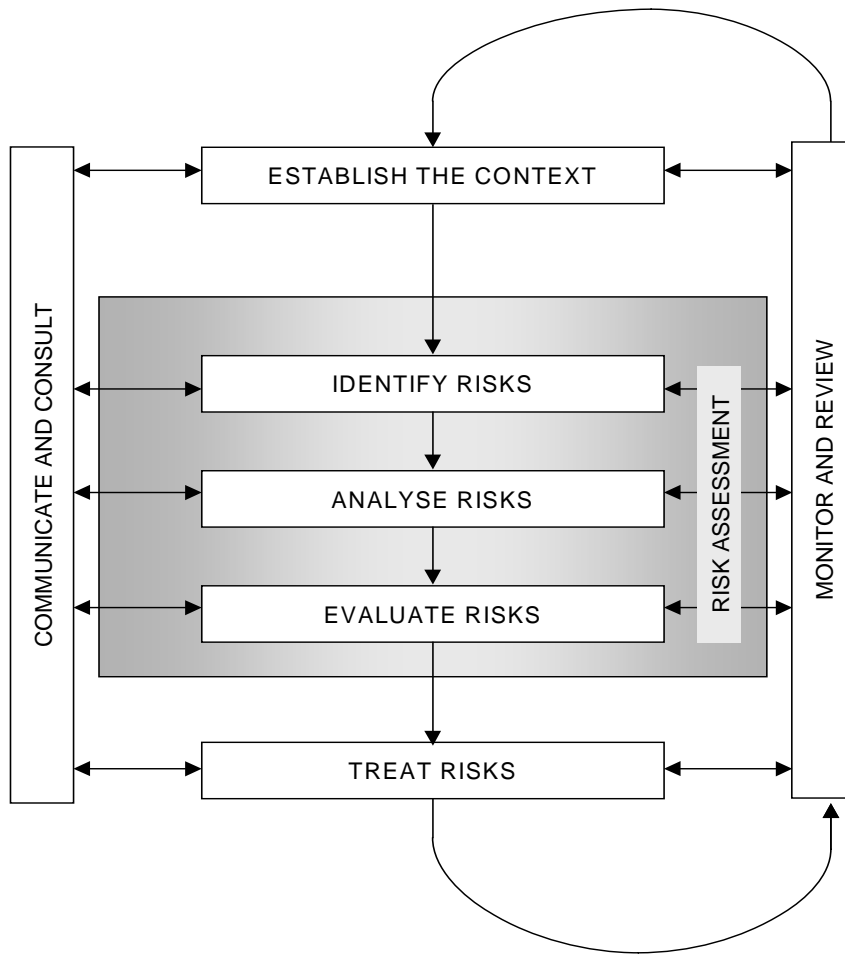 ESTABLISH THE CONTEXT
COMMUNICATE AND CONSULT
IDENTIFY RISKS
ANALYSE RISKS
EVALUATE RISKS
RISK ASSESSMENT
MONITOR AND REVIEW
TREAT RISKS